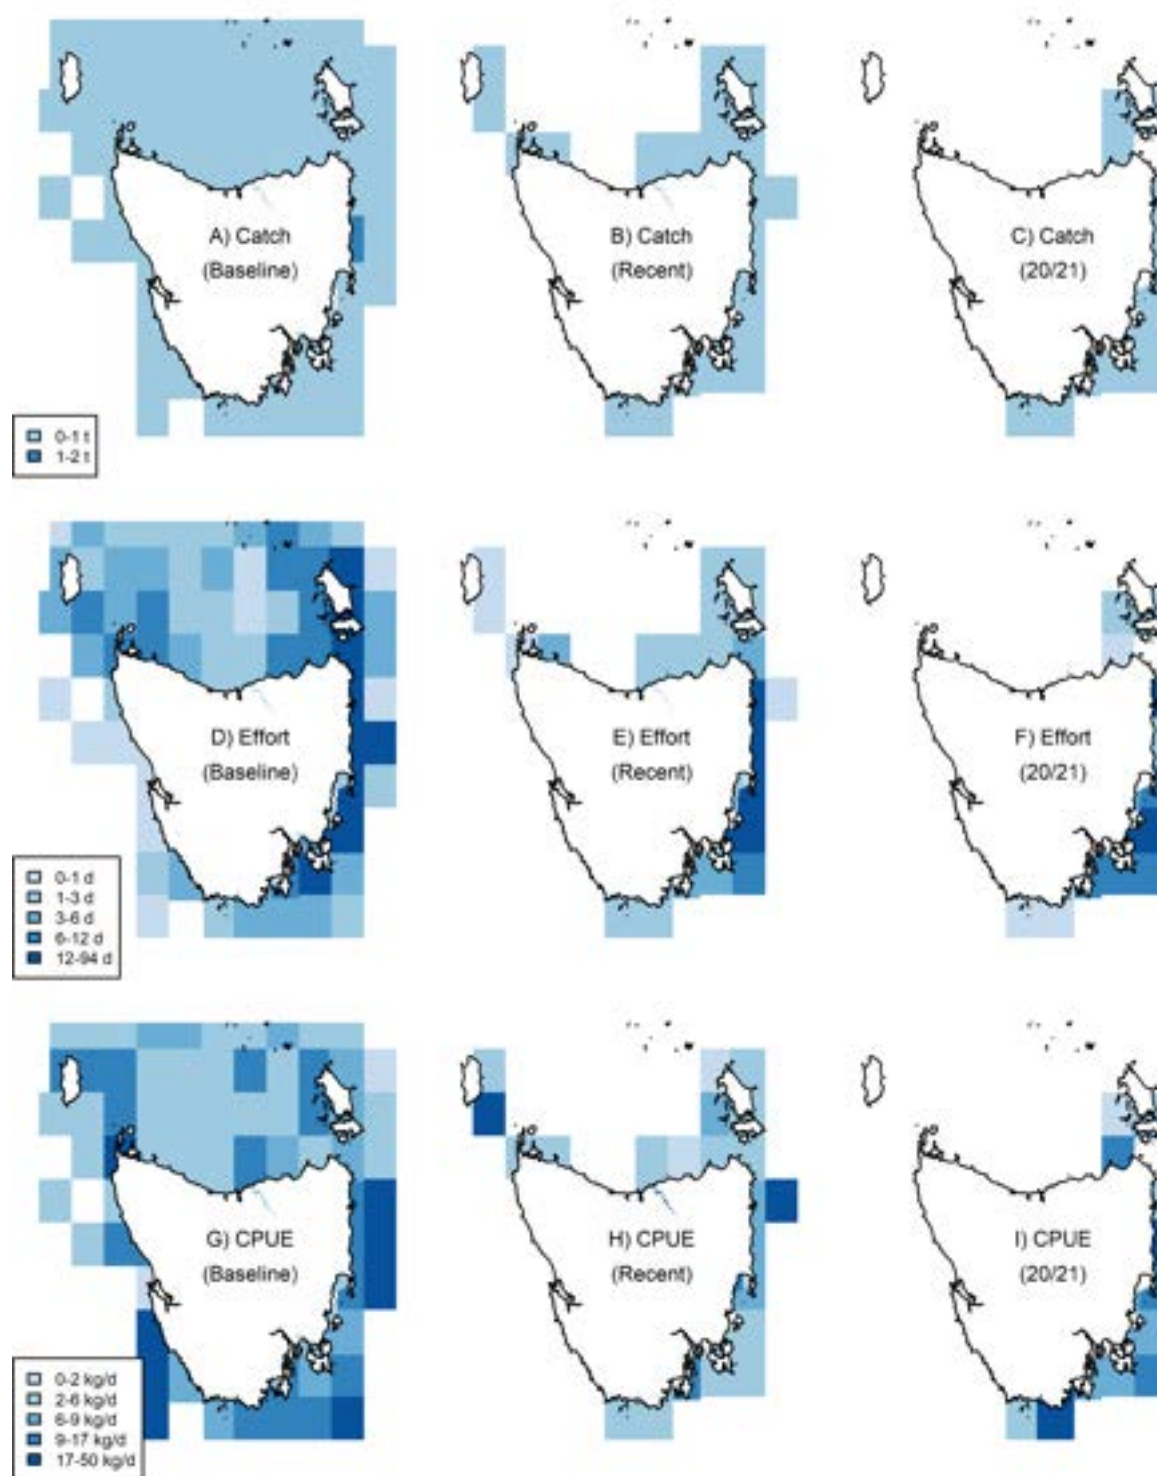 A) Catch
(Baseline)
B) Catch
(Recent)
C) Catch
(20/21)
0-1 t
1-2 t
D) Effort
(Baseline)
E) Effort
(Recent)
F) Effort
(20/21)
0-1 d
1-3 d
3-6 d
6-12 d
12-94 d
G) CPUE
(Baseline)
H) CPUE
(Recent)
I) CPUE
(20/21)
0-2 kg/d
2-6 kg/d
6-9 kg/d
9-17 kg/d
17-50 kg/d